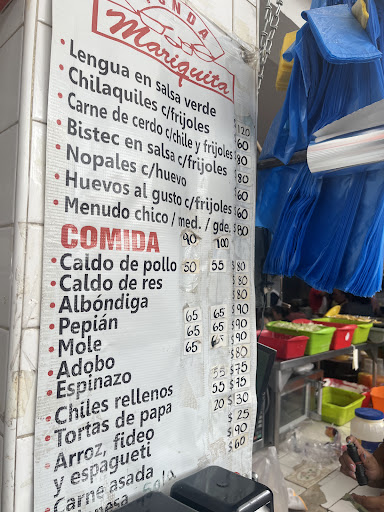 FONDA
Mariquita
• Lengua en salsa verde
• Chilaquiles c/frijoles $120
• Carne de cerdo c/chile y frijoles $60
• Bistec en salsa c/frijoles $80
• Nopales c/huevo $80
• Huevos al gusto c/frijoles $60
• Menudo chico / med. / gde. $60
COMIDA 90 100
• Caldo de pollo 50 55 $80
• Caldo de res $80
• Albóndiga $80
• Pepián 65 65 $90
• Mole 65 65 $90
• Adobo 65 65 $90
• Espinazo $80
• Chiles rellenos 55 $75
• Tortas de papa 55 $95
• Arroz, fideo 20 $30
y espagueti $25
• Carne asada $90
$60